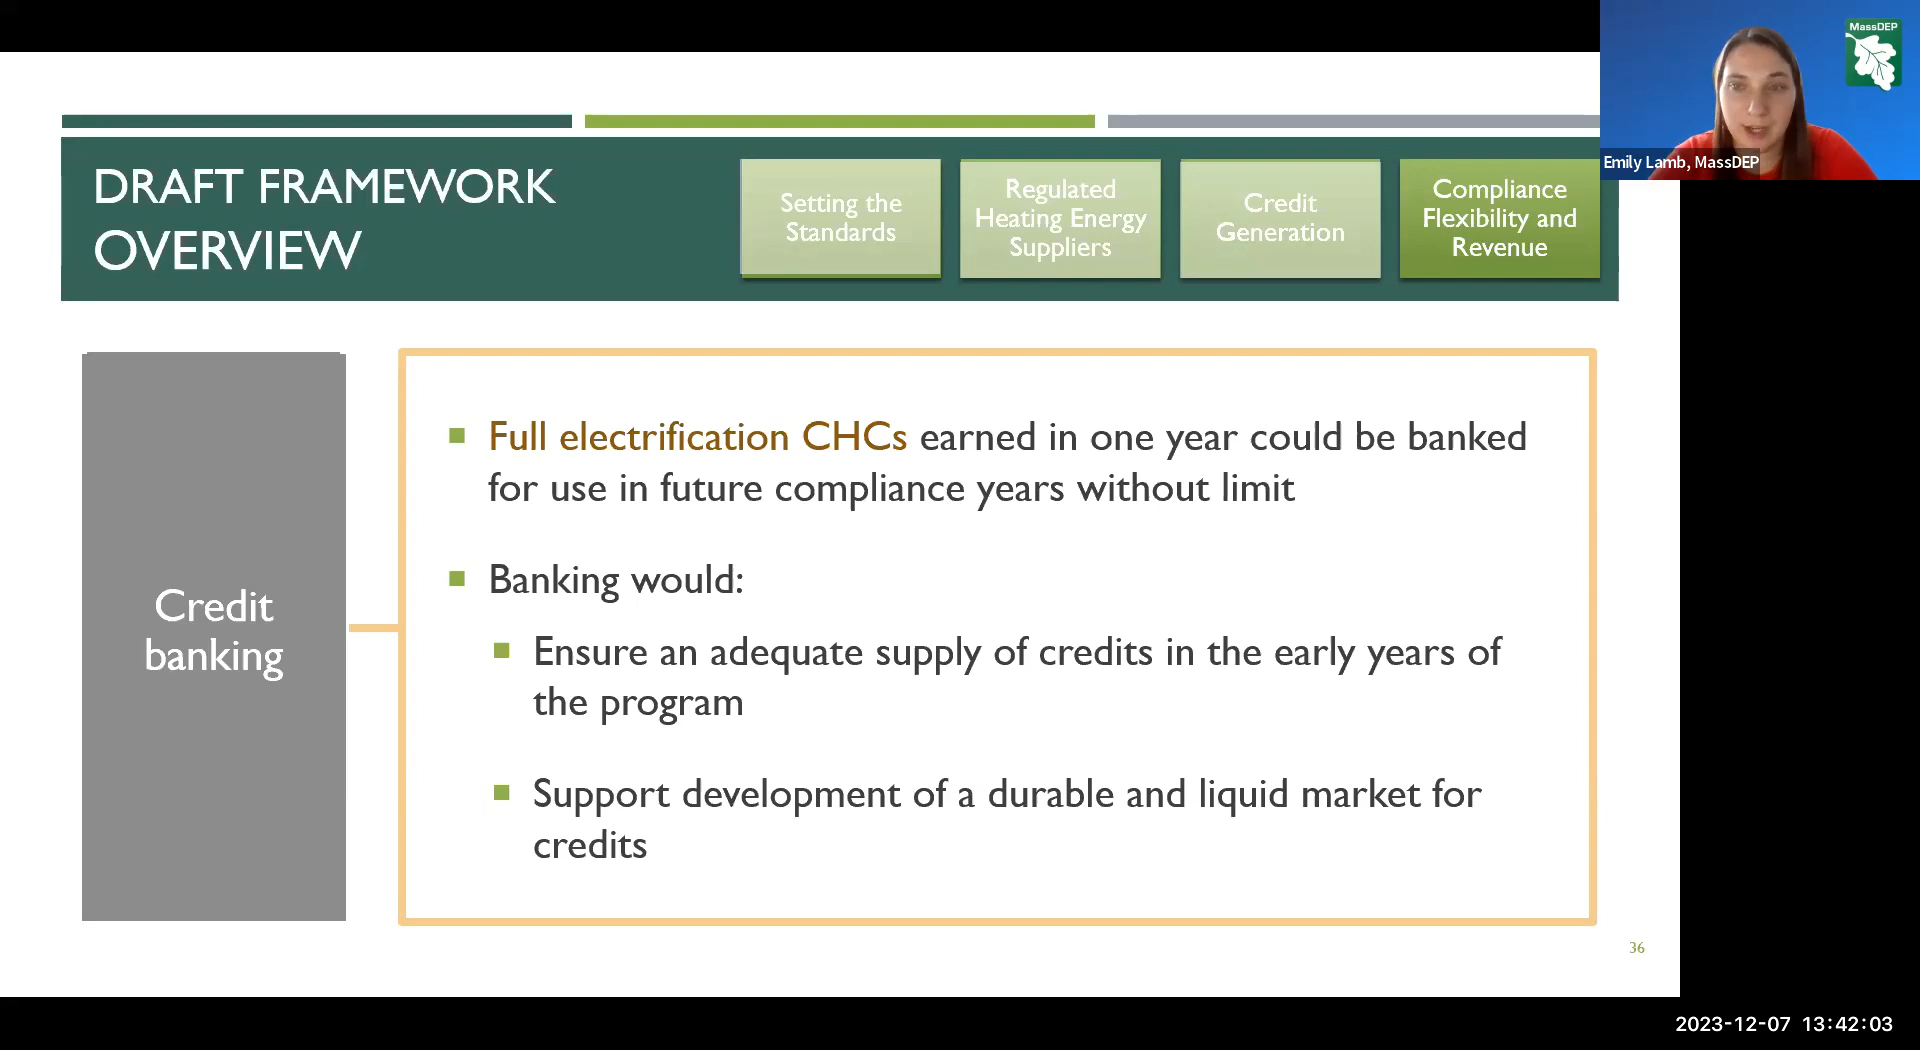 MassDEP
Emily Lamb, MassDEP
DRAFT FRAMEWORK
OVERVIEW
Setting the
Standards
Regulated
Heating Energy
Suppliers
Credit
Generation
Compliance
Flexibility and
Revenue
Credit
banking
Full electrification CHCs earned in one year could be banked
for use in future compliance years without limit
Banking would:
Ensure an adequate supply of credits in the early years of
the program
Support development of a durable and liquid market for
credits
36
2023-12-07 13:42:03